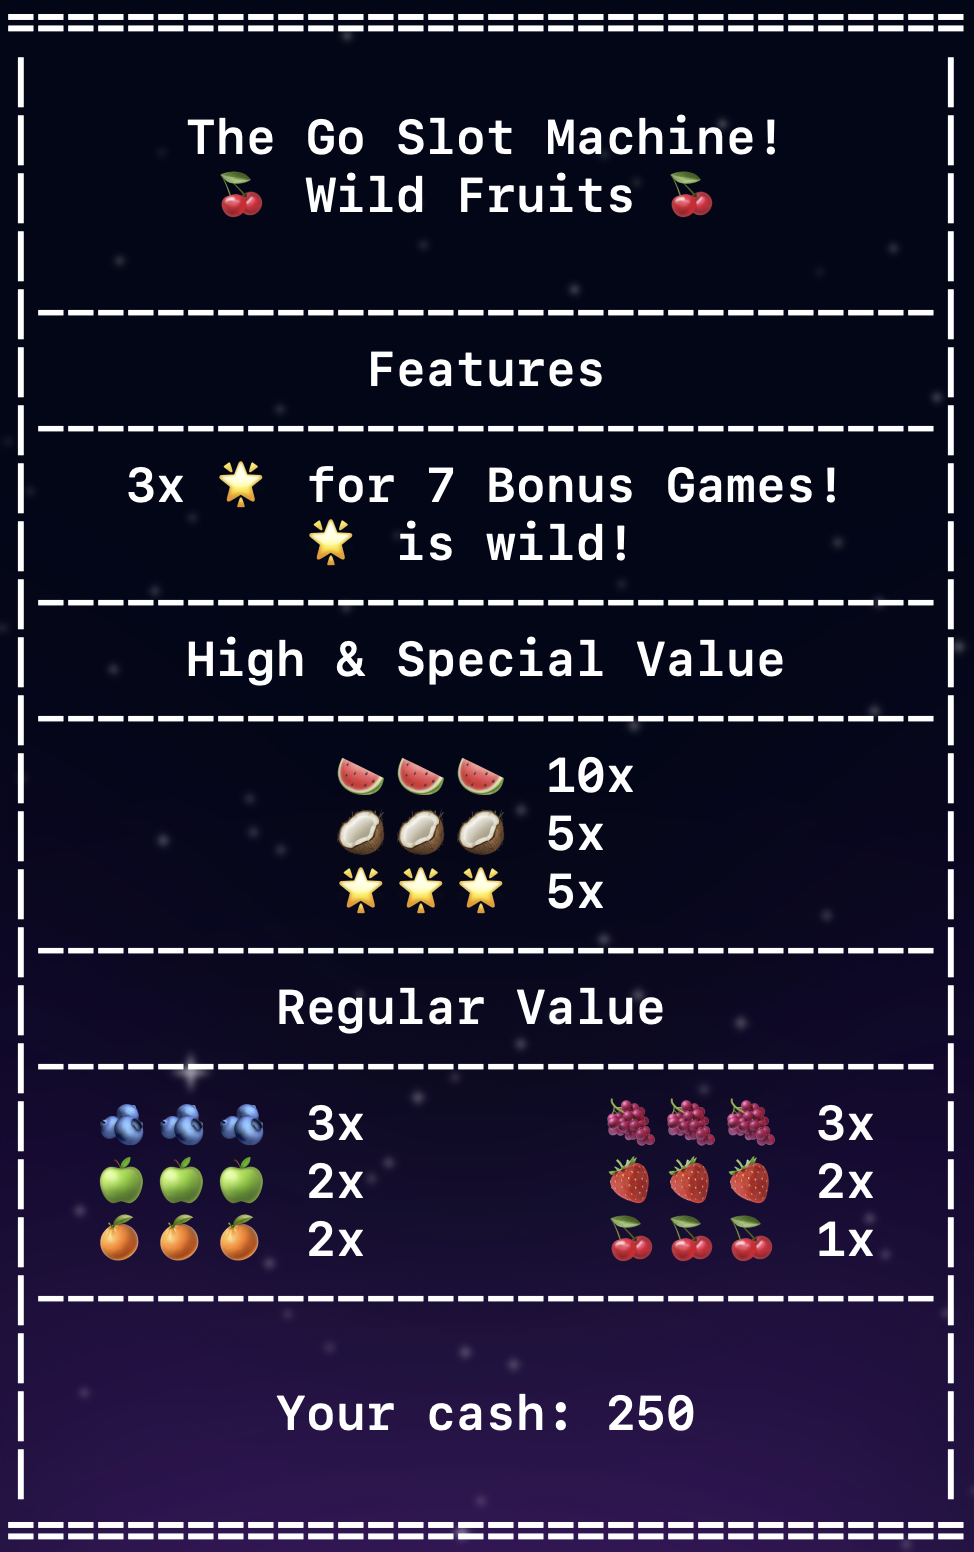 The Go Slot Machine!
🍒 Wild Fruits 🍒
Features
3x 🌟 for 7 Bonus Games!
🌟 is wild!
High & Special Value
🍉🍉🍉 10x
🥥🥥🥥 5x
🌟🌟🌟 5x
Regular Value
🫐🫐🫐 3x 🍇🍇🍇 3x
🍏🍏🍏 2x 🍓🍓🍓 2x
🍊🍊🍊 2x 🍒🍒🍒 1x
Your cash: 250